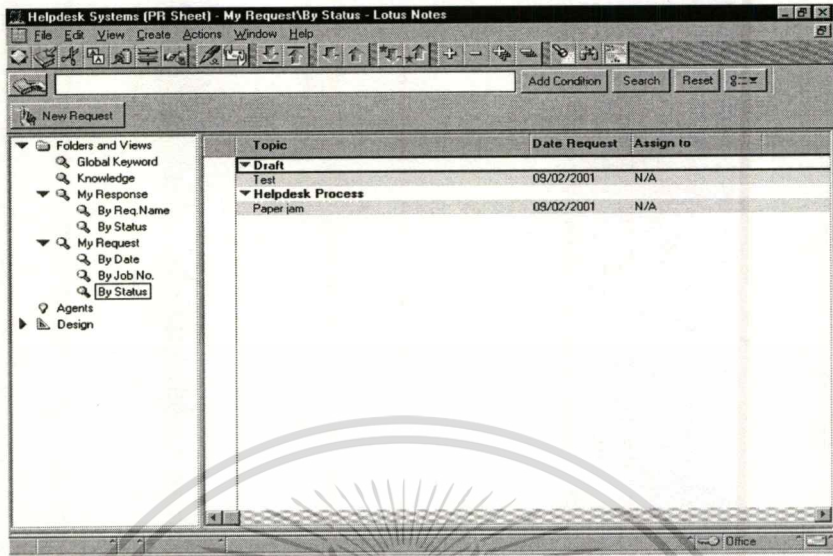 Helpdesk Systems (PR Sheet) - My Request\By Status - Lotus Notes
File Edit View Create Actions Window Help
Add Condition Search Reset
New Request
Folders and Views
Global Keyword
Knowledge
My Response
By Req.Name
By Status
My Request
By Date
By Job No.
By Status
Agents
Design
Topic Date Request Assign to
Draft
Test 09/02/2001 N/A
Helpdesk Process
Paper jam 09/02/2001 N/A
Office